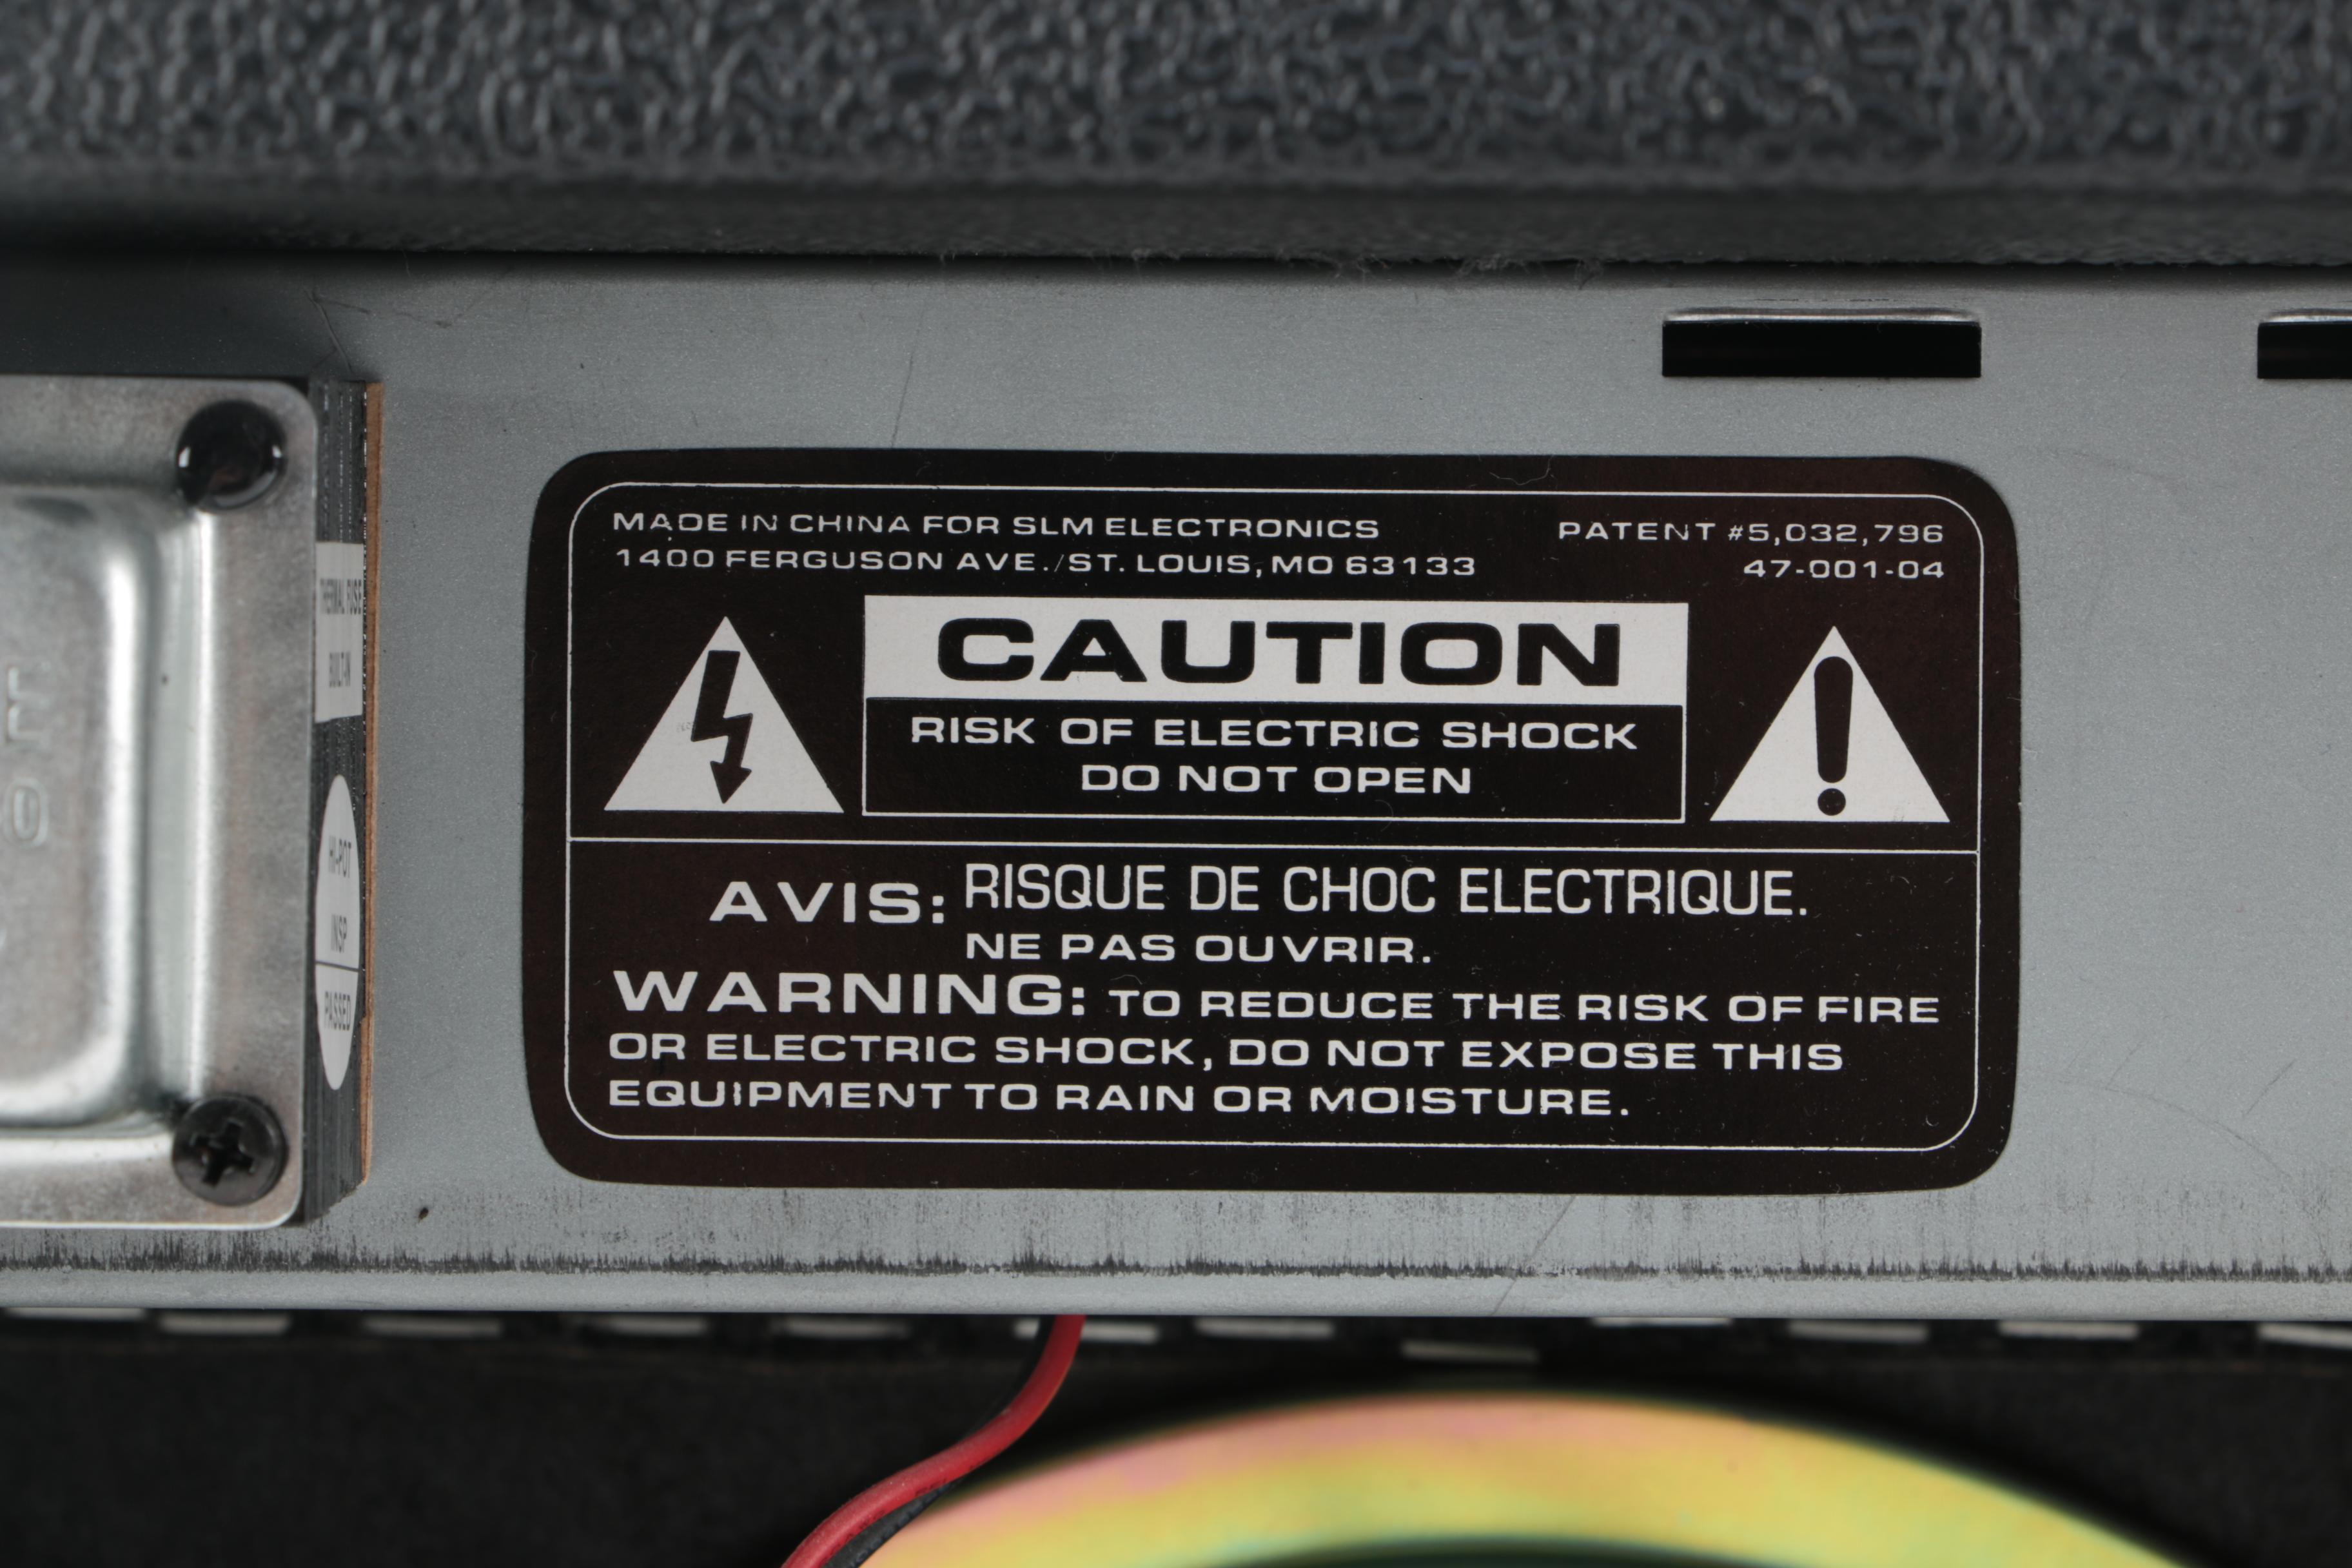 MADE IN CHINA FOR SLM ELECTRONICS
1400 FERGUSON AVE./ST. LOUIS, MO 63133
PATENT #5,032,796
47-001-04
CAUTION
RISK OF ELECTRIC SHOCK
DO NOT OPEN
AVIS: RISQUE DE CHOC ELECTRIQUE.
NE PAS OUVRIR.
WARNING: TO REDUCE THE RISK OF FIRE
OR ELECTRIC SHOCK, DO NOT EXPOSE THIS
EQUIPMENT TO RAIN OR MOISTURE.
THERMAL FUSE
BUILT-IN
HI-POT
INSP
PASSED